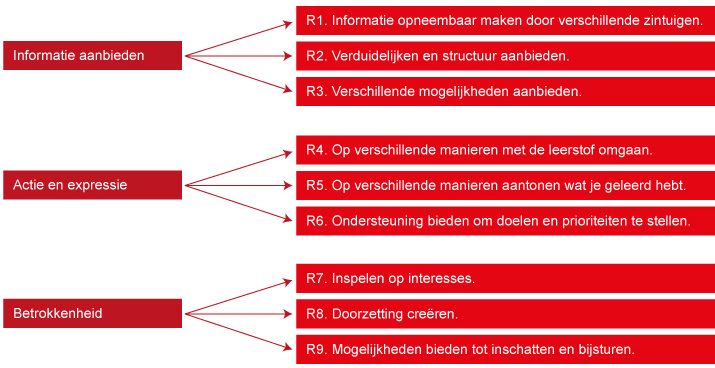 Informatie aanbieden
R1. Informatie opneembaar maken door verschillende zintuigen.
R2. Verduidelijken en structuur aanbieden.
R3. Verschillende mogelijkheden aanbieden.
Actie en expressie
R4. Op verschillende manieren met de leerstof omgaan.
R5. Op verschillende manieren aantonen wat je geleerd hebt.
R6. Ondersteuning bieden om doelen en prioriteiten te stellen.
Betrokkenheid
R7. Inspelen op interesses.
R8. Doorzetting creëren.
R9. Mogelijkheden bieden tot inschatten en bijsturen.